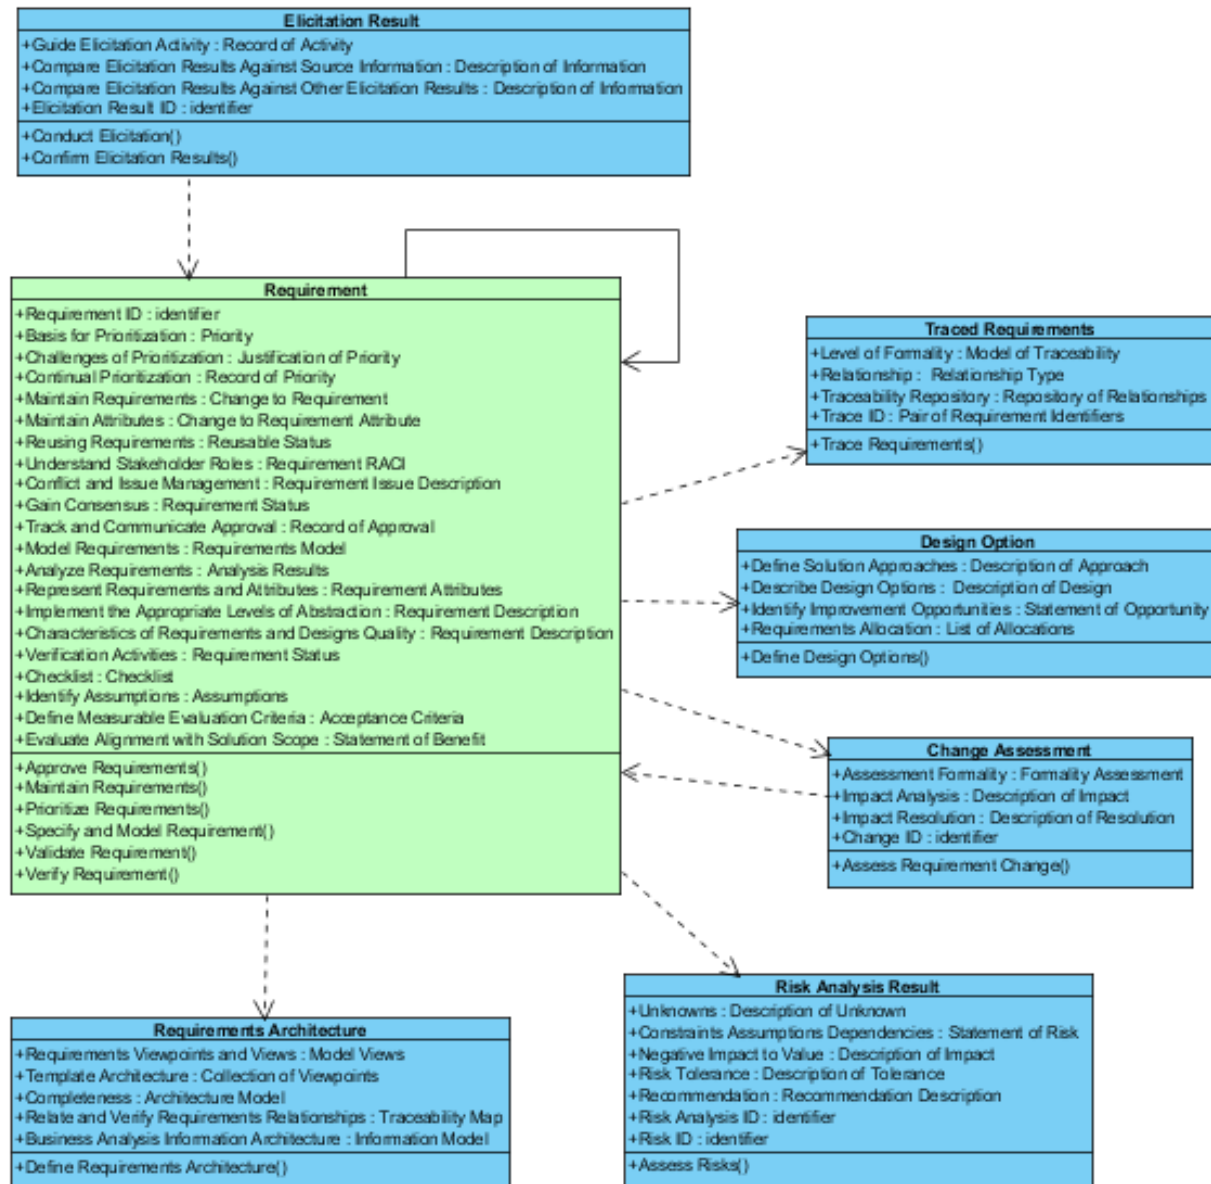 Elicitation Result
+Guide Elicitation Activity : Record of Activity
+Compare Elicitation Results Against Source Information : Description of Information
+Compare Elicitation Results Against Other Elicitation Results : Description of Information
+Elicitation Result ID : identifier
+Conduct Elicitation()
+Confirm Elicitation Results()
Requirement
+Requirement ID : identifier
+Basis for Prioritization : Priority
+Challenges of Prioritization : Justification of Priority
+Continual Prioritization : Record of Priority
+Maintain Requirements : Change to Requirement
+Maintain Attributes : Change to Requirement Attribute
+Reusing Requirements : Reusable Status
+Understand Stakeholder Roles : Requirement RACI
+Conflict and Issue Management : Requirement Issue Description
+Gain Consensus : Requirement Status
+Track and Communicate Approval : Record of Approval
+Model Requirements : Requirements Model
+Analyze Requirements : Analysis Results
+Represent Requirements and Attributes : Requirement Attributes
+Implement the Appropriate Levels of Abstraction : Requirement Description
+Characteristics of Requirements and Designs Quality : Requirement Description
+Verification Activities : Requirement Status
+Checklist : Checklist
+Identify Assumptions : Assumptions
+Define Measurable Evaluation Criteria : Acceptance Criteria
+Evaluate Alignment with Solution Scope : Statement of Benefit
+Approve Requirements()
+Maintain Requirements()
+Prioritize Requirements()
+Specify and Model Requirement()
+Validate Requirement()
+Verify Requirement()
Traced Requirements
+Level of Formality : Model of Traceability
+Relationship : Relationship Type
+Traceability Repository : Repository of Relationships
+Trace ID : Pair of Requirement Identifiers
+Trace Requirements()
Design Option
+Define Solution Approaches : Description of Approach
+Describe Design Options : Description of Design
+Identify Improvement Opportunities : Statement of Opportunity
+Requirements Allocation : List of Allocations
+Define Design Options()
Change Assessment
+Assessment Formality : Formality Assessment
+Impact Analysis : Description of Impact
+Impact Resolution : Description of Resolution
+Change ID : identifier
+Assess Requirement Change()
Risk Analysis Result
+Unknowns : Description of Unknown
+Constraints Assumptions Dependencies : Statement of Risk
+Negative Impact to Value : Description of Impact
+Risk Tolerance : Description of Tolerance
+Recommendation : Recommendation Description
+Risk Analysis ID : identifier
+Risk ID : identifier
+Assess Risks()
Requirements Architecture
+Requirements Viewpoints and Views : Model Views
+Template Architecture : Collection of Viewpoints
+Completeness : Architecture Model
+Relate and Verify Requirements Relationships : Traceability Map
+Business Analysis Information Architecture : Information Model
+Define Requirements Architecture()